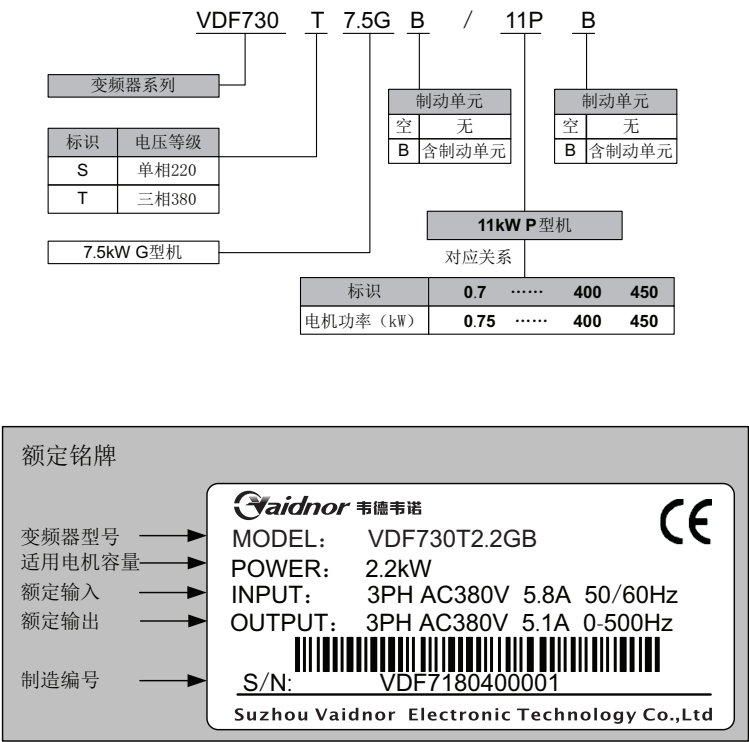 VDF730 T 7.5G B / 11P B
变频器系列
制动单元
空 无
B 含制动单元
制动单元
空 无
B 含制动单元
标识 电压等级
S 单相220
T 三相380
11kW P型机
7.5kW G型机
对应关系
标识 0.7 ······ 400 450
电机功率（kW） 0.75 ······ 400 450
额定铭牌
Vaidnor 韦德韦诺
CE
变频器型号 MODEL： VDF730T2.2GB
适用电机容量 POWER： 2.2kW
额定输入 INPUT： 3PH AC380V 5.8A 50/60Hz
额定输出 OUTPUT： 3PH AC380V 5.1A 0-500Hz
制造编号 S/N: VDF7180400001
Suzhou Vaidnor Electronic Technology Co.,Ltd